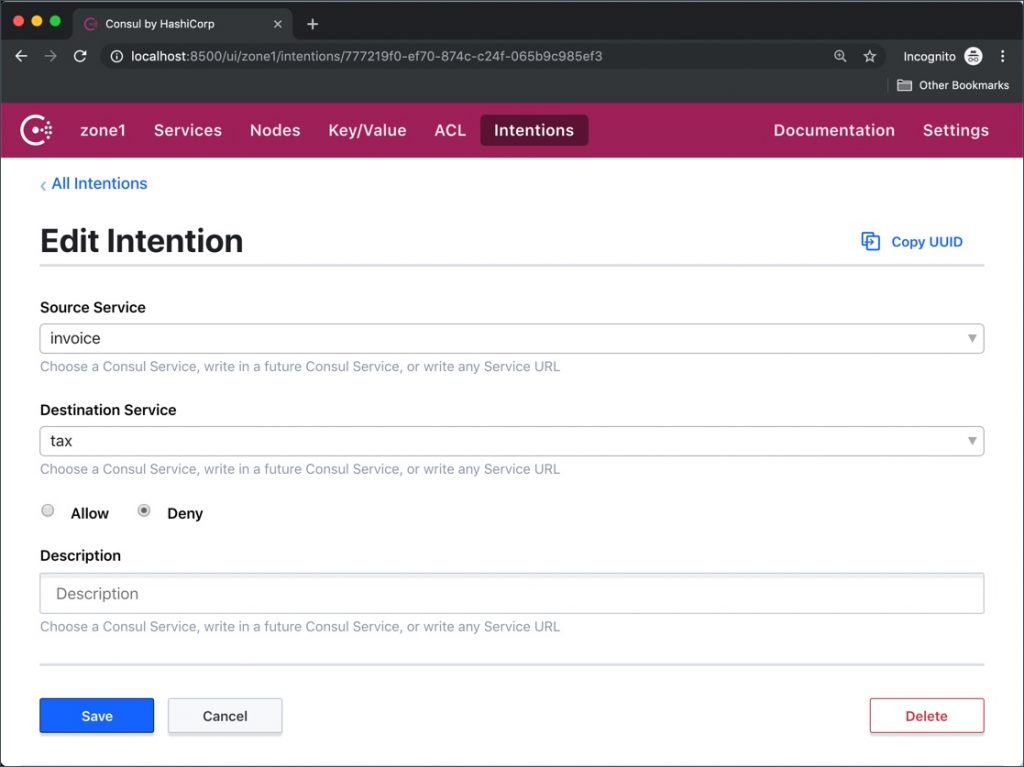 Consul by HashiCorp
localhost:8500/ui/zone1/intentions/777219f0-ef70-874c-c24f-065b9c985ef3
Incognito
Other Bookmarks
zone1 Services Nodes Key/Value ACL Intentions Documentation Settings
All Intentions
Edit Intention
Copy UUID
Source Service
invoice
Choose a Consul Service, write in a future Consul Service, or write any Service URL
Destination Service
tax
Choose a Consul Service, write in a future Consul Service, or write any Service URL
Allow Deny
Description
Description
Choose a Consul Service, write in a future Consul Service, or write any Service URL
Save Cancel Delete